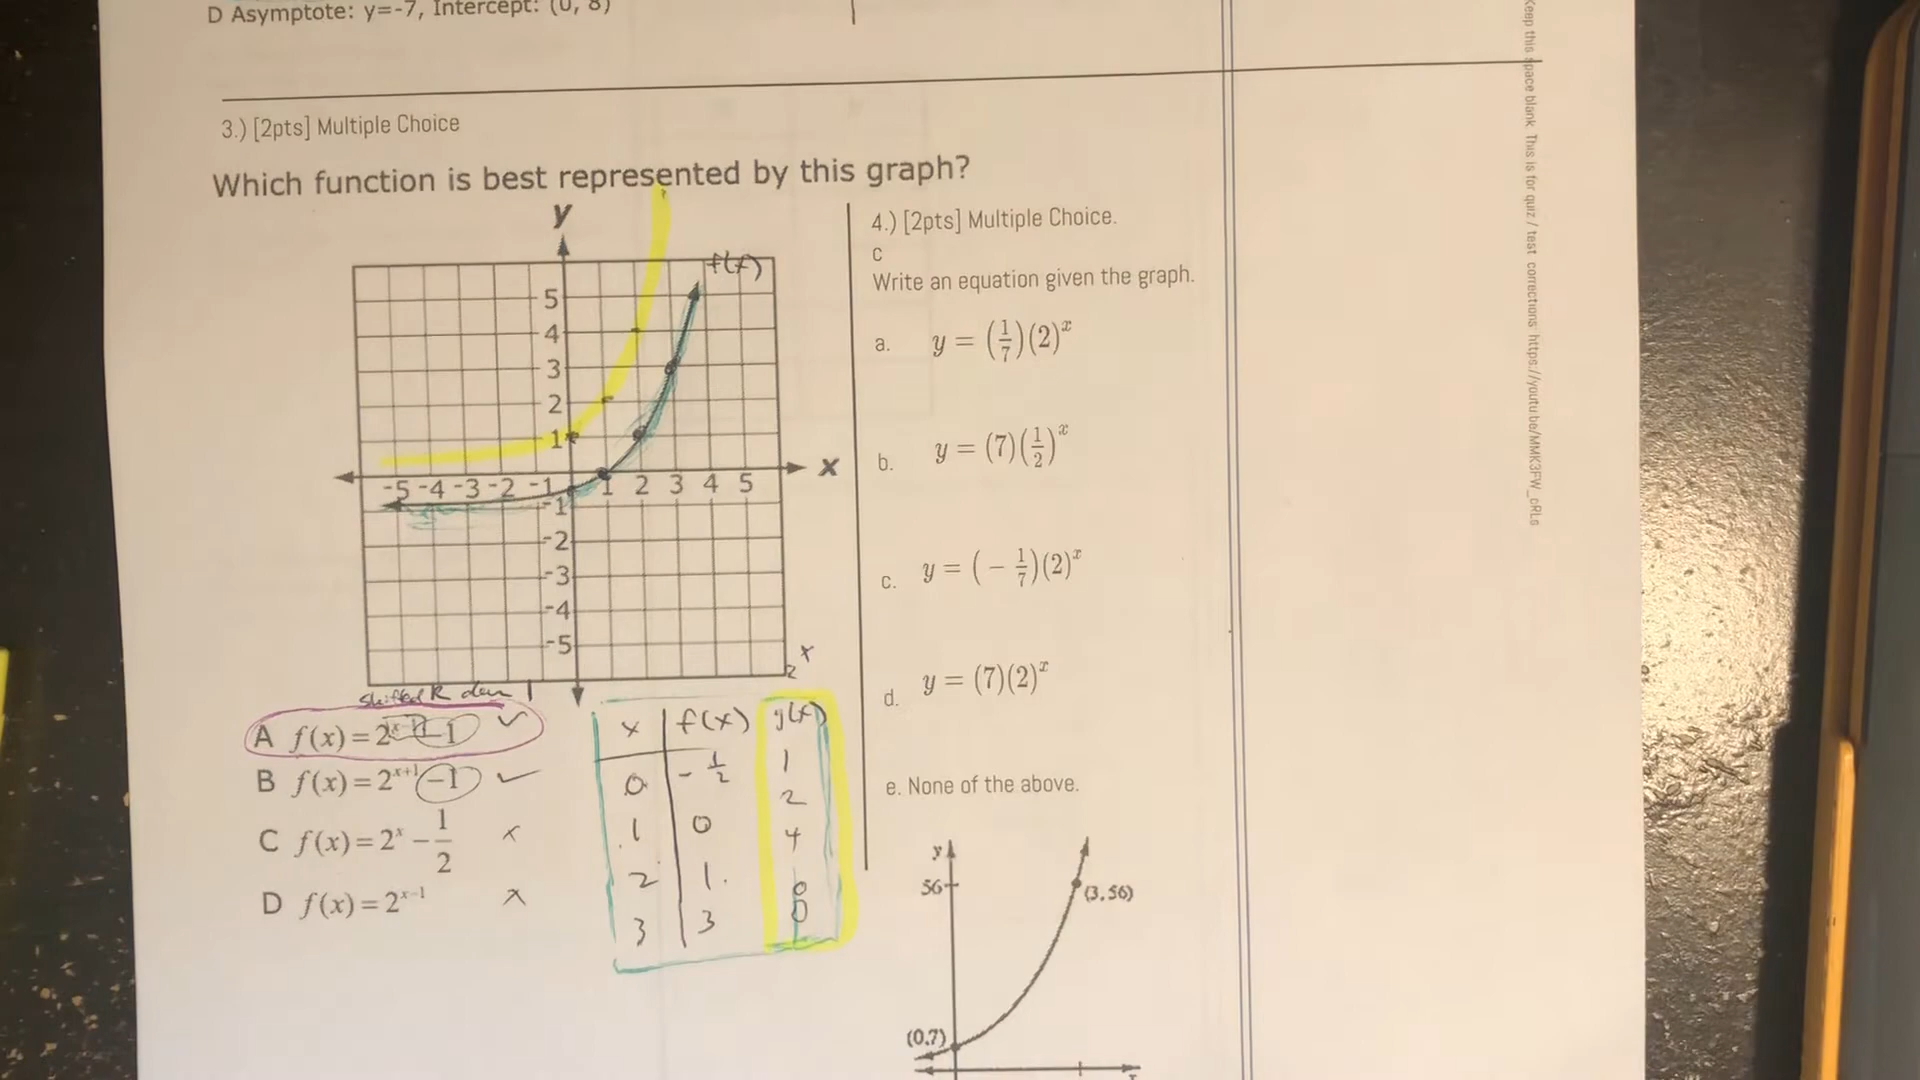 D Asymptote: y=-7, Intercept: (0, 8)
3.) [2pts] Multiple Choice
Which function is best represented by this graph?
y
f(x)
5
4
3
2
1
-5 -4 -3 -2 -1 1 2 3 4 5
x
-1
-2
-3
-4
-5
2^x
shifted R down 1
A f(x) = 2^{x-1} - 1 ✓
B f(x) = 2^{x+1} - 1 ✓
C f(x) = 2^x - 1/2 ×
D f(x) = 2^{x-1} ×
x f(x) g(x)
0 -1/2 1
1 0 2
2 1 4
3 3 8
4.) [2pts] Multiple Choice.
C
Write an equation given the graph.
a. y = (1/7)(2)^x
b. y = (7)(1/2)^x
c. y = (- 1/7)(2)^x
d. y = (7)(2)^x
e. None of the above.
y
56
(3.56)
(0.7)
x
Keep this space blank. This is for quiz / test corrections